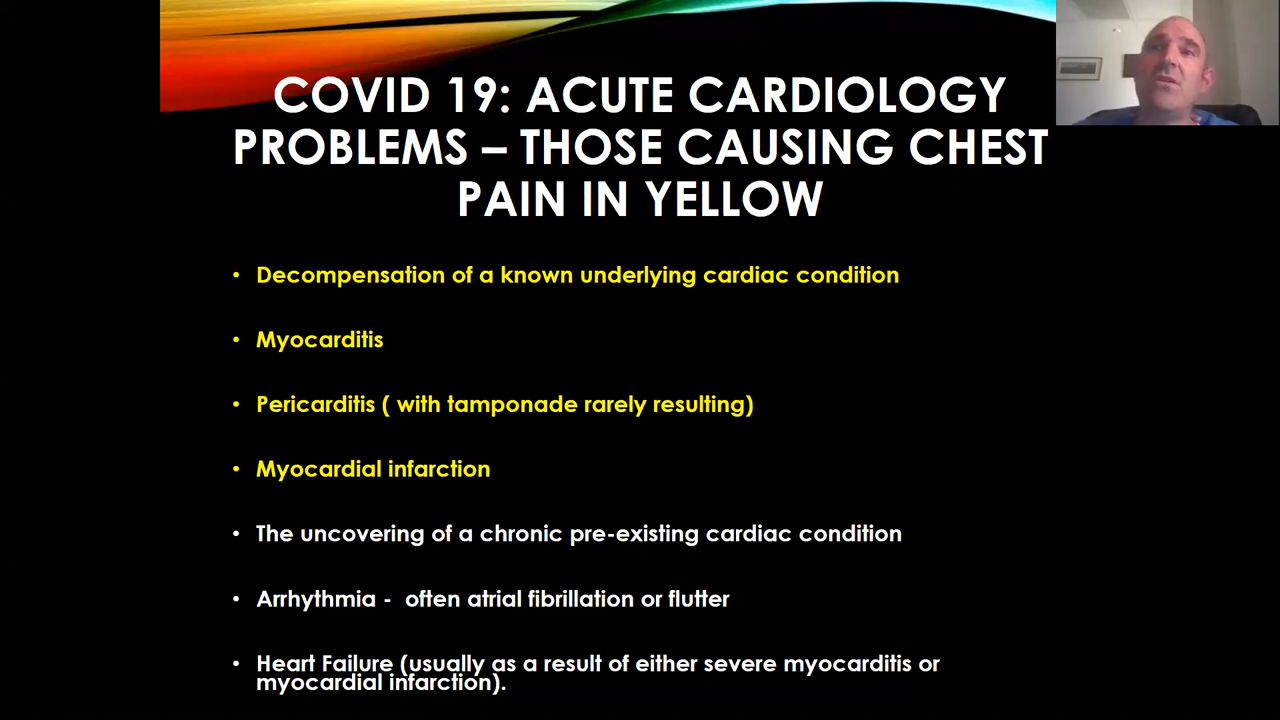 COVID 19: ACUTE CARDIOLOGY
PROBLEMS – THOSE CAUSING CHEST
PAIN IN YELLOW
• Decompensation of a known underlying cardiac condition
• Myocarditis
• Pericarditis ( with tamponade rarely resulting)
• Myocardial infarction
• The uncovering of a chronic pre-existing cardiac condition
• Arrhythmia - often atrial fibrillation or flutter
• Heart Failure (usually as a result of either severe myocarditis or
myocardial infarction).